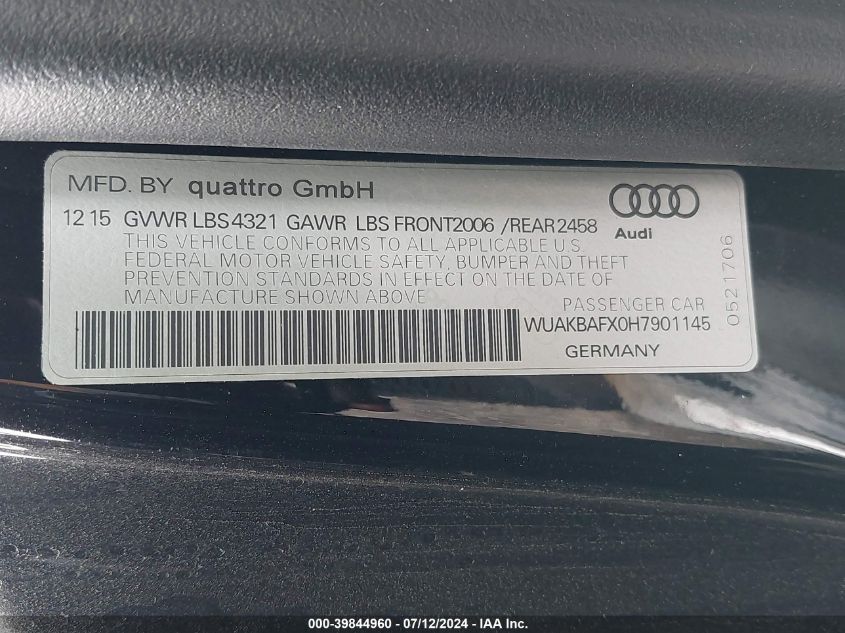 MFD. BY quattro GmbH
12 15 GVWR LBS 4321 GAWR LBS FRONT2006 /REAR 2458
Audi
THIS VEHICLE CONFORMS TO ALL APPLICABLE U.S.
FEDERAL MOTOR VEHICLE SAFETY, BUMPER AND THEFT
PREVENTION STANDARDS IN EFFECT ON THE DATE OF
MANUFACTURE SHOWN ABOVE
PASSENGER CAR
WUAKBAFX0H7901145
GERMANY
0521706
000-39844960 - 07/12/2024 - IAA Inc.